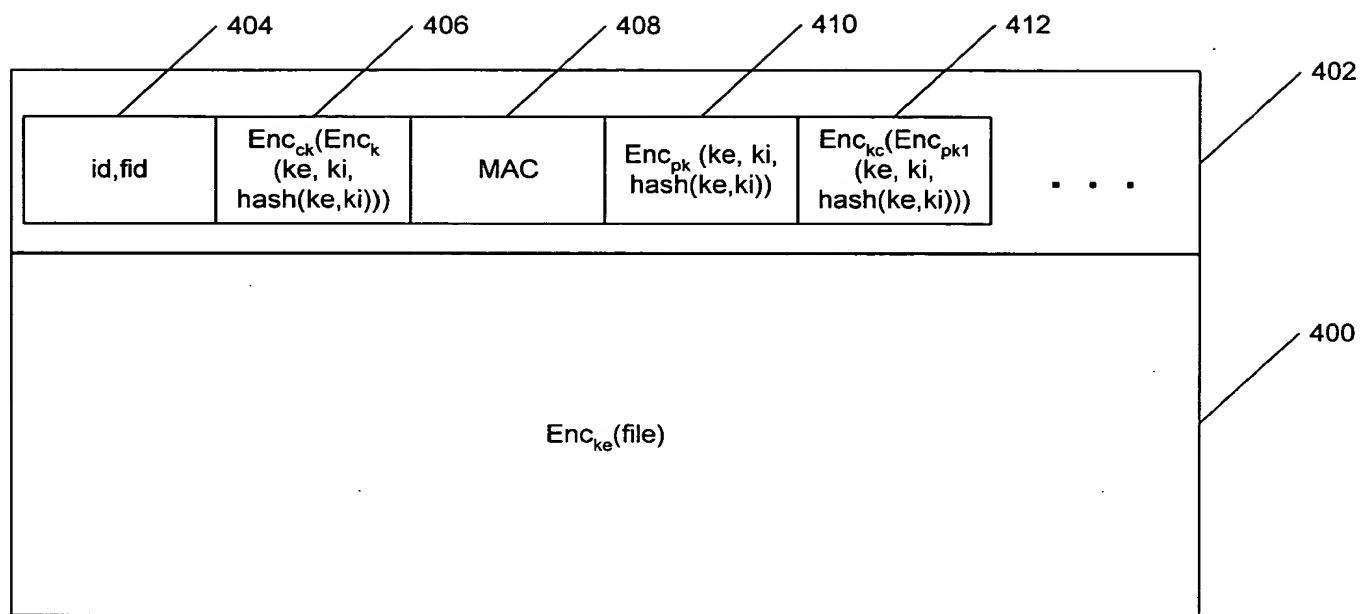 404
406
408
410
412
402
id,fid
Enc_ck(Enc_k
(ke, ki,
hash(ke,ki)))
MAC
Enc_pk (ke, ki,
hash(ke,ki))
Enc_kc(Enc_pk1
(ke, ki,
hash(ke,ki)))
. . .
400
Enc_ke(file)